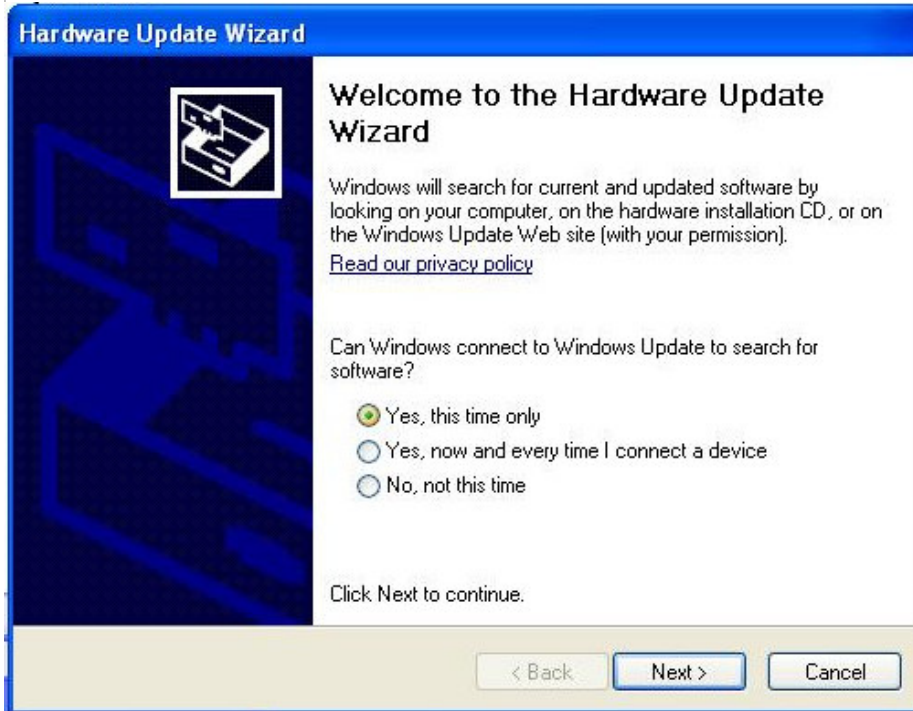 Hardware Update Wizard
Welcome to the Hardware Update
Wizard
Windows will search for current and updated software by
looking on your computer, on the hardware installation CD, or on
the Windows Update Web site (with your permission).
Read our privacy policy
Can Windows connect to Windows Update to search for
software?
Yes, this time only
Yes, now and every time I connect a device
No, not this time
Click Next to continue.
< Back Next > Cancel